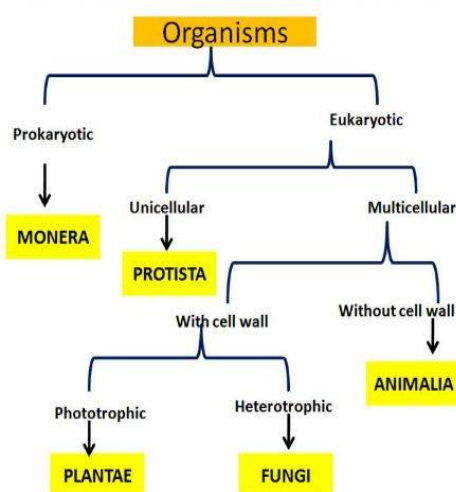 Organisms
Prokaryotic
Eukaryotic
Unicellular
Multicellular
MONERA
PROTISTA
With cell wall
Without cell wall
ANIMALIA
Phototrophic
Heterotrophic
PLANTAE
FUNGI